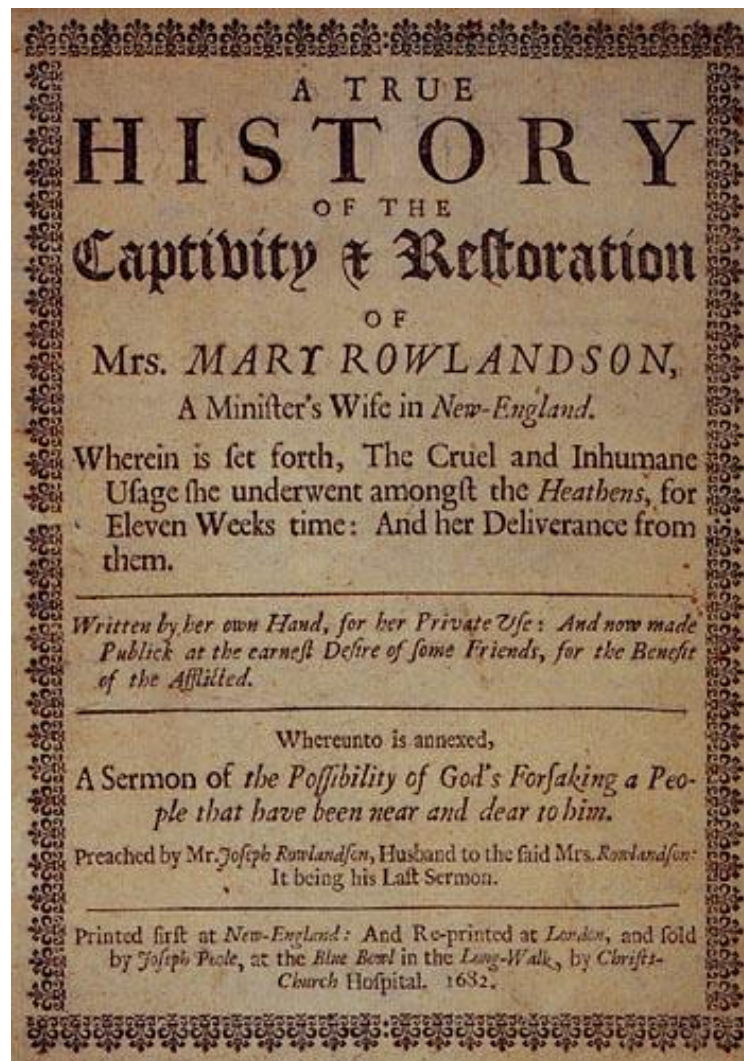 A TRUE
HISTORY
OF THE
Captivity & Reſtoration
OF
Mrs. MARY ROWLANDSON,
A Miniſter's Wife in New-England.
Wherein is ſet forth, The Cruel and Inhumane
Uſage ſhe underwent amongſt the Heathens, for
Eleven Weeks time: And her Deliverance from
them.
Written by her own Hand, for her Private Uſe: And now made
Publick at the earneſt Deſire of ſome Friends, for the Benefit
of the Afflicted.
Whereunto is annexed,
A Sermon of the Poſſibility of God's Forſaking a Peo-
ple that have been near and dear to him.
Preached by Mr. Joſeph Rowlandſon, Husband to the ſaid Mrs. Rowlandſon:
It being his Laſt Sermon.
Printed firſt at New-England: And Re-printed at London, and ſold
by Joſeph Poole, at the Blue Bowl in the Long-Walk, by Chriſts-
Church Hoſpital. 1682.